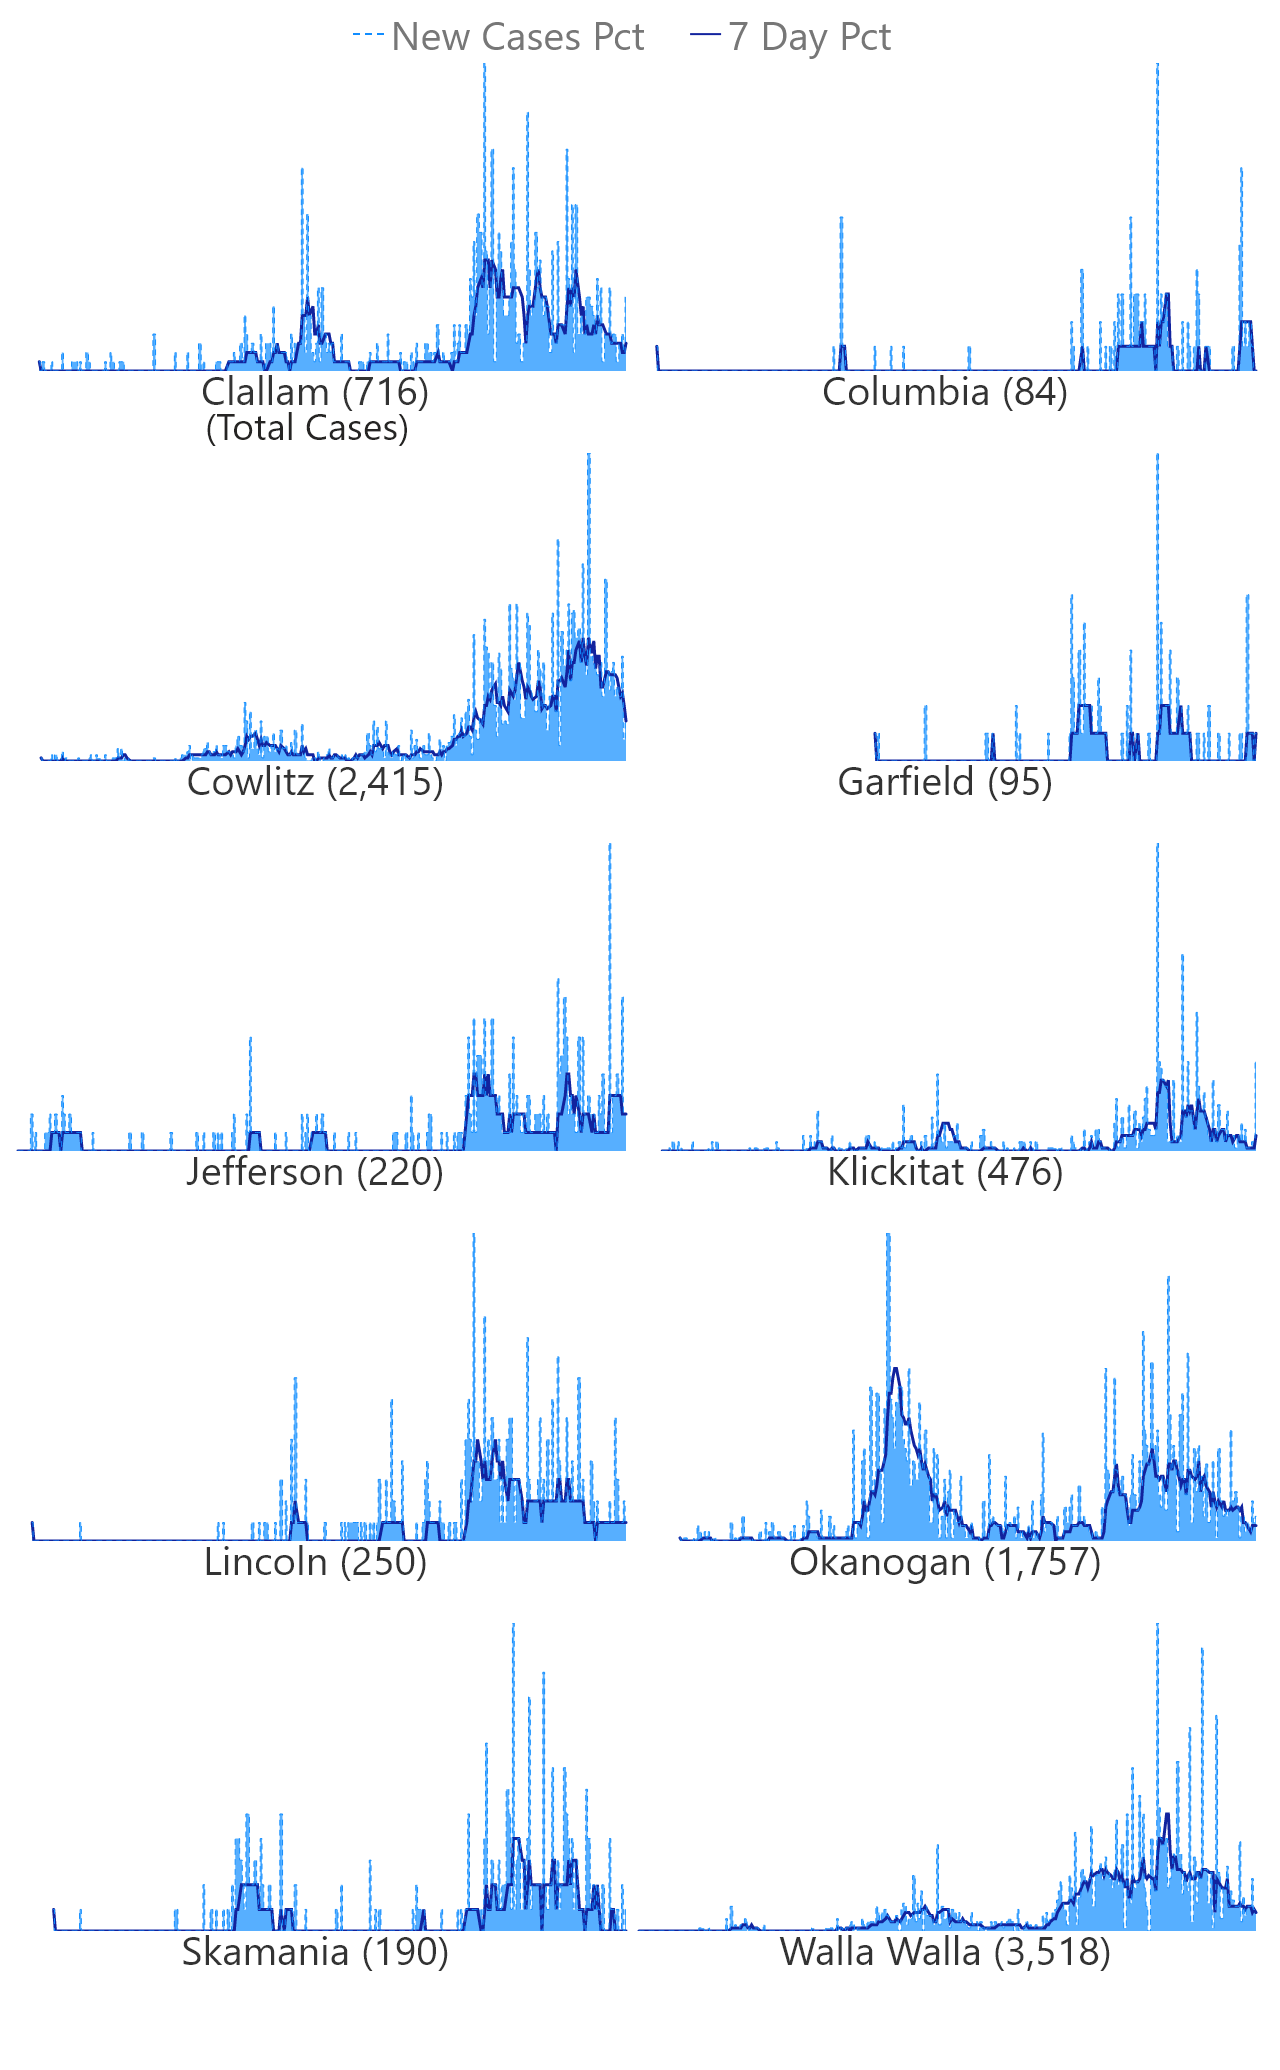 New Cases Pct 7 Day Pct
Clallam (716)
(Total Cases)
Columbia (84)
Cowlitz (2,415)
Garfield (95)
Jefferson (220)
Klickitat (476)
Lincoln (250)
Okanogan (1,757)
Skamania (190)
Walla Walla (3,518)